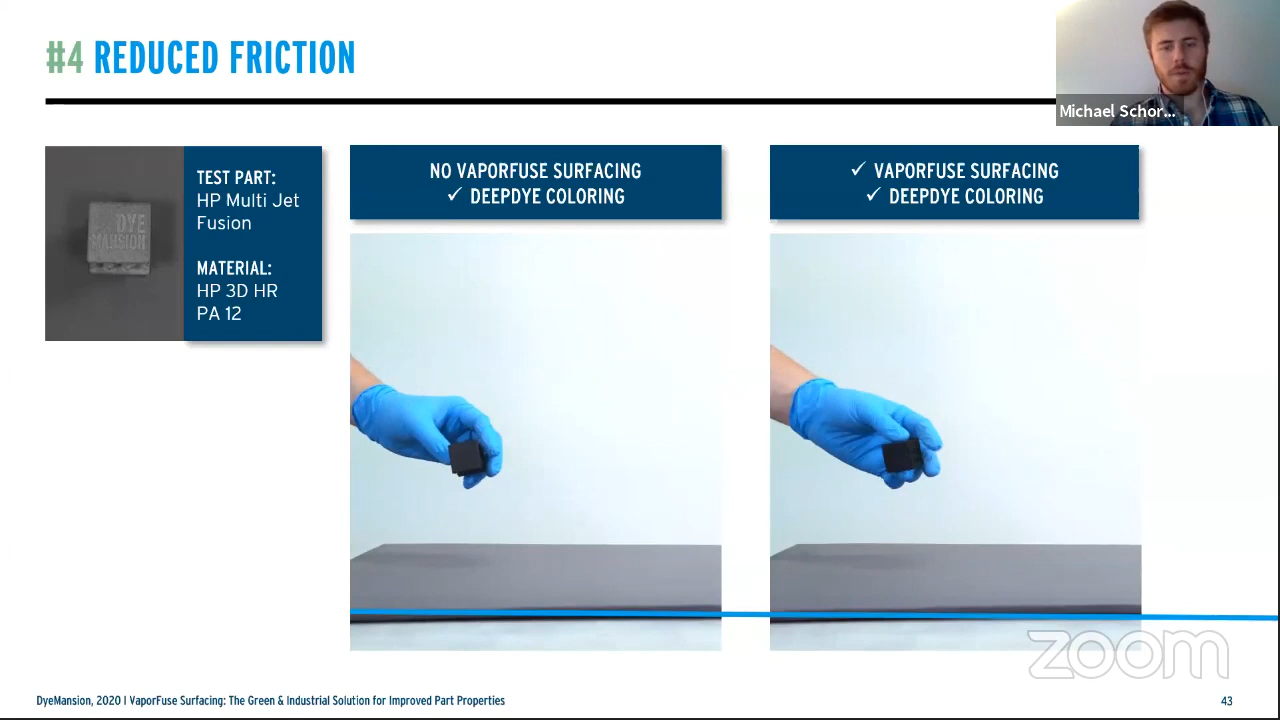 #4 REDUCED FRICTION
Michael Schor...
DYE
MANSION
TEST PART:
HP Multi Jet
Fusion
MATERIAL:
HP 3D HR
PA 12
NO VAPORFUSE SURFACING
✓ DEEPDYE COLORING
✓ VAPORFUSE SURFACING
✓ DEEPDYE COLORING
zoom
DyeMansion, 2020 | VaporFuse Surfacing: The Green & Industrial Solution for Improved Part Properties
43